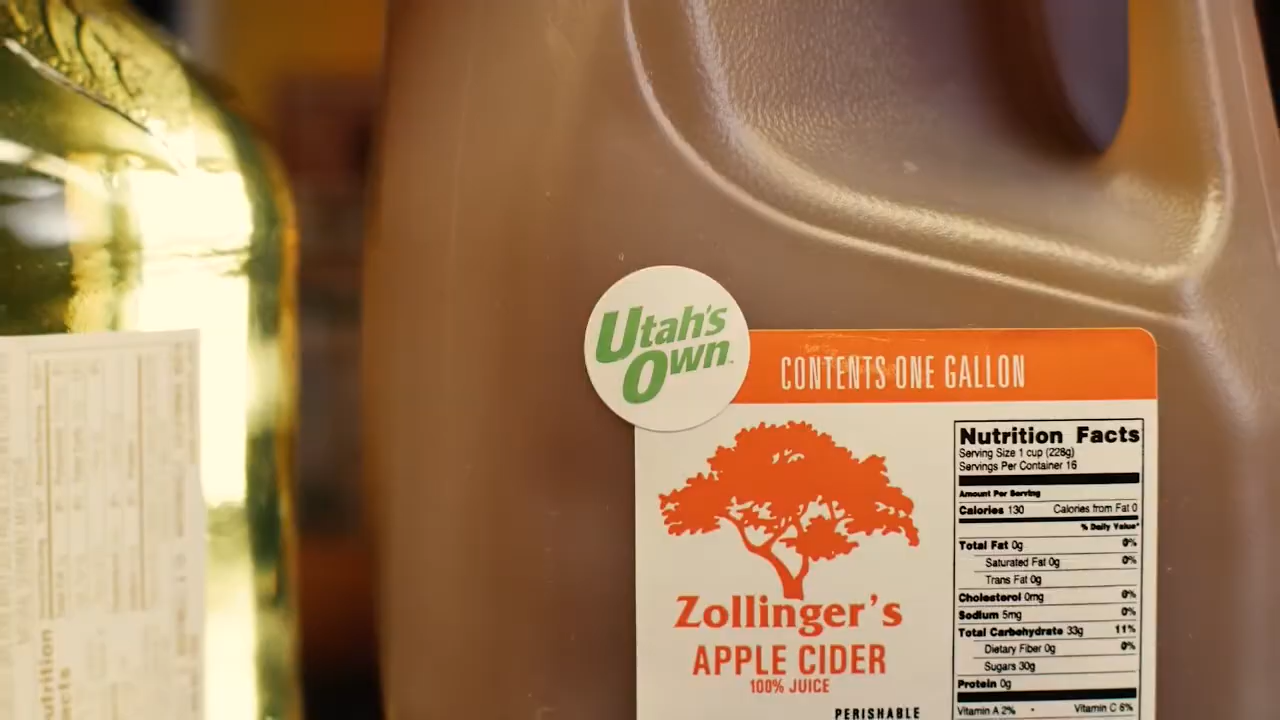 Utah's
Own™
CONTENTS ONE GALLON
Zollinger's
APPLE CIDER
100% JUICE
PERISHABLE
Nutrition Facts
Serving Size 1 cup (228g)
Servings Per Container 16
Amount Per Serving
Calories 130 Calories from Fat 0
% Daily Value*
Total Fat 0g 0%
Saturated Fat 0g 0%
Trans Fat 0g
Cholesterol 0mg 0%
Sodium 5mg 0%
Total Carbohydrate 33g 11%
Dietary Fiber 0g 0%
Sugars 30g
Protein 0g
Vitamin A 2% • Vitamin C 6%